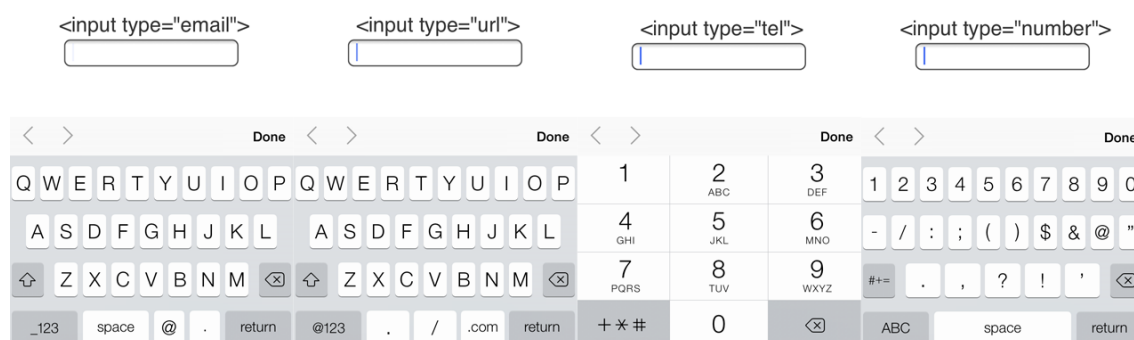 <input type="email">
<input type="url">
<input type="tel">
<input type="number">
< > Done
Q W E R T Y U I O P
A S D F G H J K L
Z X C V B N M
_123 space @ . return
< > Done
Q W E R T Y U I O P
A S D F G H J K L
Z X C V B N M
@123 . / .com return
< > Done
1 2 3
ABC DEF
4 5 6
GHI JKL MNO
7 8 9
PQRS TUV WXYZ
+*# 0
< > Done
1 2 3 4 5 6 7 8 9 0
- / : ; ( ) $ & @ "
#+= . , ? ! '
ABC space return